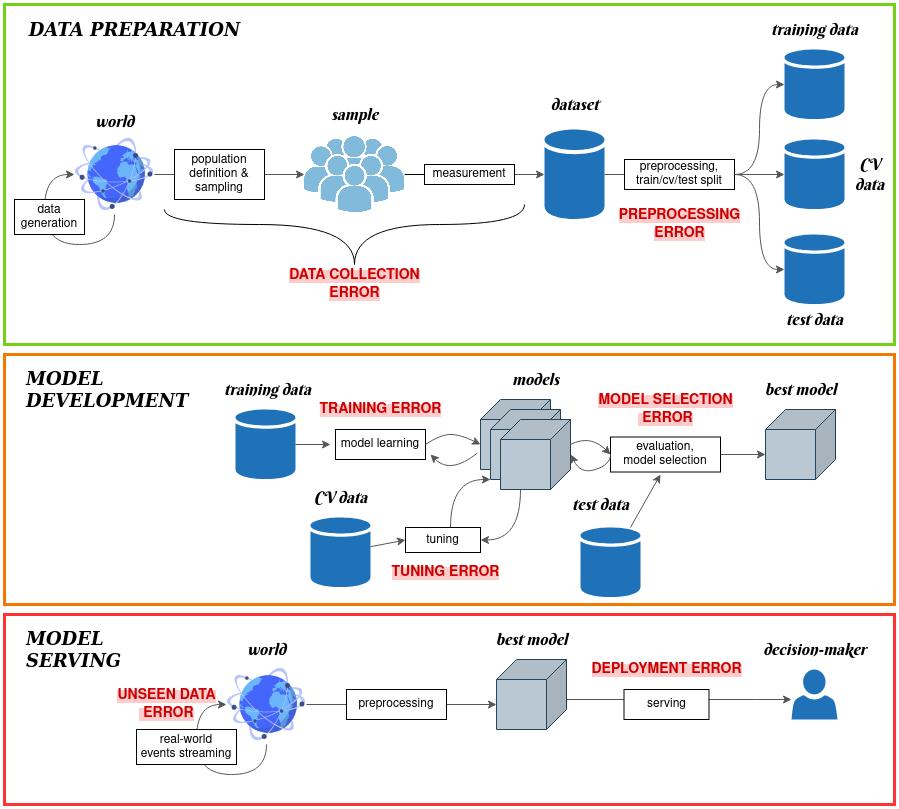 DATA PREPARATION
training data
dataset
sample
world
population
definition &
sampling
measurement
preprocessing,
train/cv/test split
CV
data
data
generation
PREPROCESSING
ERROR
DATA COLLECTION
ERROR
test data
MODEL
DEVELOPMENT
training data
models
best model
TRAINING ERROR
MODEL SELECTION
ERROR
model learning
evaluation,
model selection
CV data
test data
tuning
TUNING ERROR
MODEL
SERVING
world
best model
decision-maker
UNSEEN DATA
ERROR
DEPLOYMENT ERROR
preprocessing
serving
real-world
events streaming